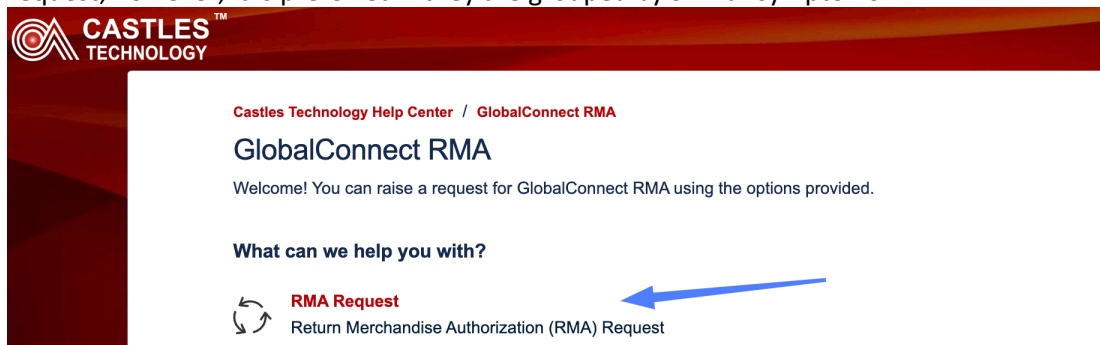 CASTLES™
TECHNOLOGY
Castles Technology Help Center / GlobalConnect RMA
GlobalConnect RMA
Welcome! You can raise a request for GlobalConnect RMA using the options provided.
What can we help you with?
RMA Request
Return Merchandise Authorization (RMA) Request